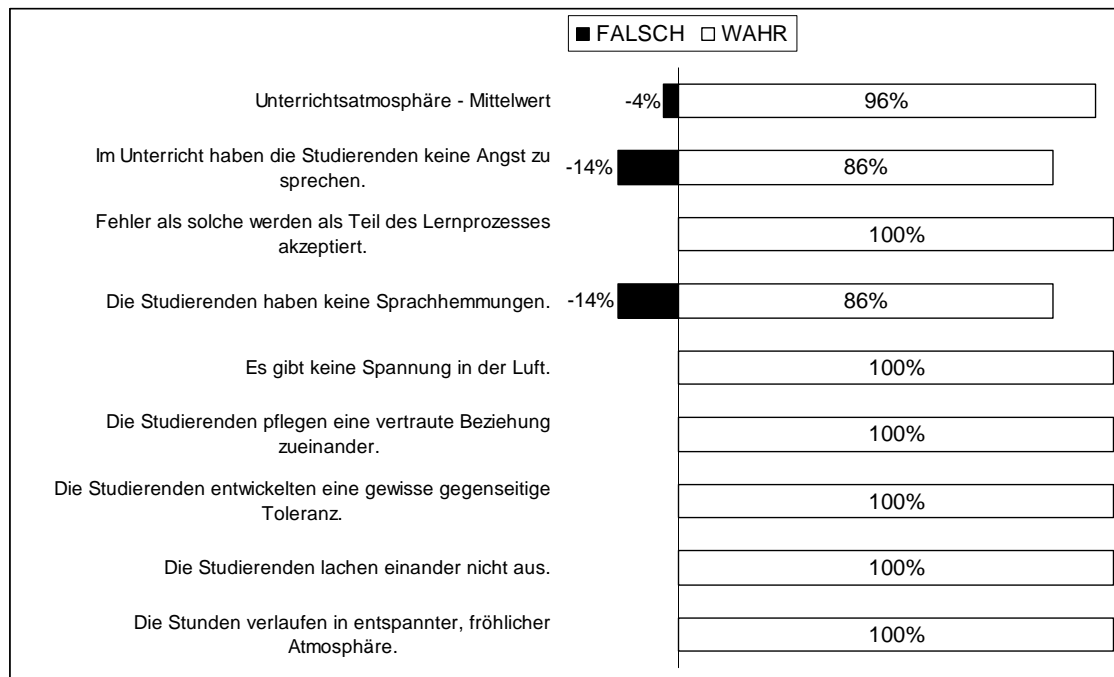 FALSCH WAHR
Unterrichtsatmosphäre - Mittelwert -4% 96%
Im Unterricht haben die Studierenden keine Angst zu
sprechen. -14% 86%
Fehler als solche werden als Teil des Lernprozesses
akzeptiert. 100%
Die Studierenden haben keine Sprachhemmungen. -14% 86%
Es gibt keine Spannung in der Luft. 100%
Die Studierenden pflegen eine vertraute Beziehung
zueinander. 100%
Die Studierenden entwickelten eine gewisse gegenseitige
Toleranz. 100%
Die Studierenden lachen einander nicht aus. 100%
Die Stunden verlaufen in entspannter, fröhlicher
Atmosphäre. 100%